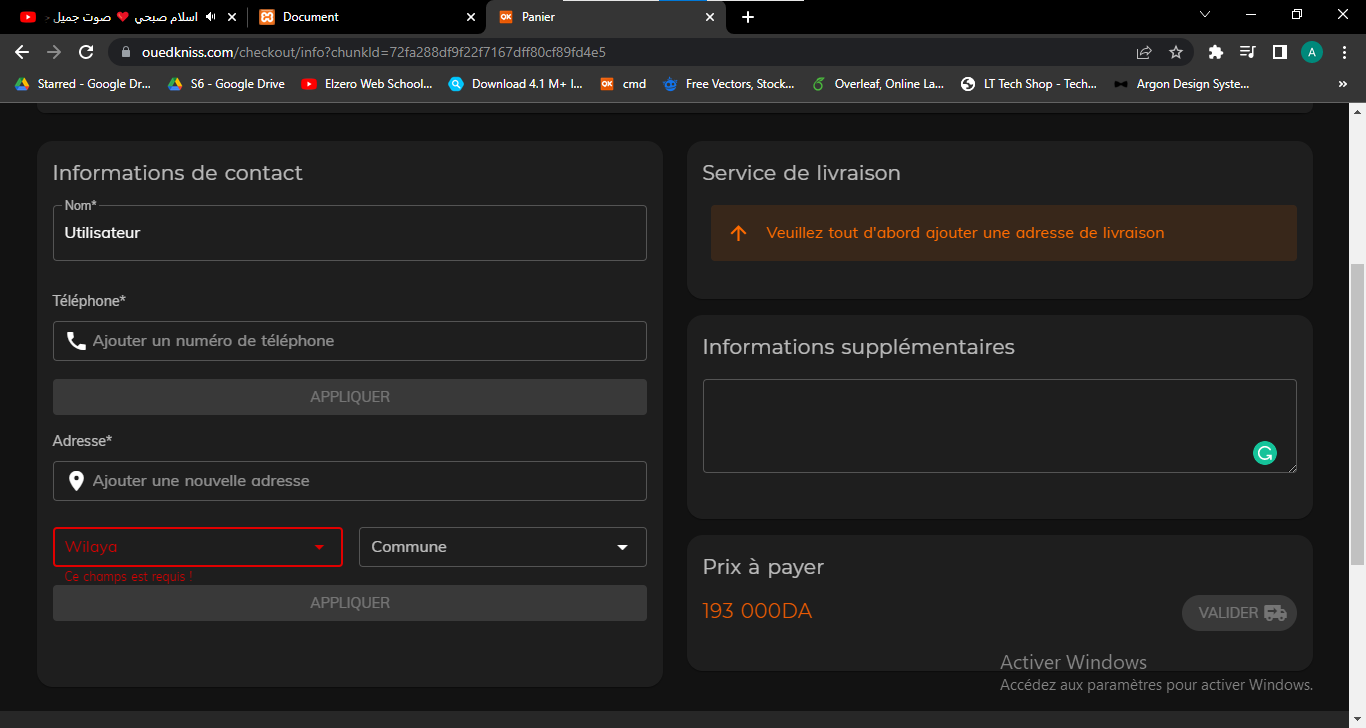 اسلام صبحي ❤️ صوت جميل
Document
Panier
ouedkniss.com/checkout/info?chunkId=72fa288df9f22f7167dff80cf89fd4e5
A
Starred - Google Dr...
S6 - Google Drive
Elzero Web School...
Download 4.1 M+ I...
OK
cmd
Free Vectors, Stock...
Overleaf, Online La...
LT Tech Shop - Tech...
Argon Design Syste...
»
Informations de contact
Nom*
Utilisateur
Téléphone*
Ajouter un numéro de téléphone
APPLIQUER
Adresse*
Ajouter une nouvelle adresse
Wilaya
Commune
Ce champs est requis !
APPLIQUER
Service de livraison
Veuillez tout d'abord ajouter une adresse de livraison
Informations supplémentaires
Prix à payer
193 000DA
VALIDER
Activer Windows
Accédez aux paramètres pour activer Windows.